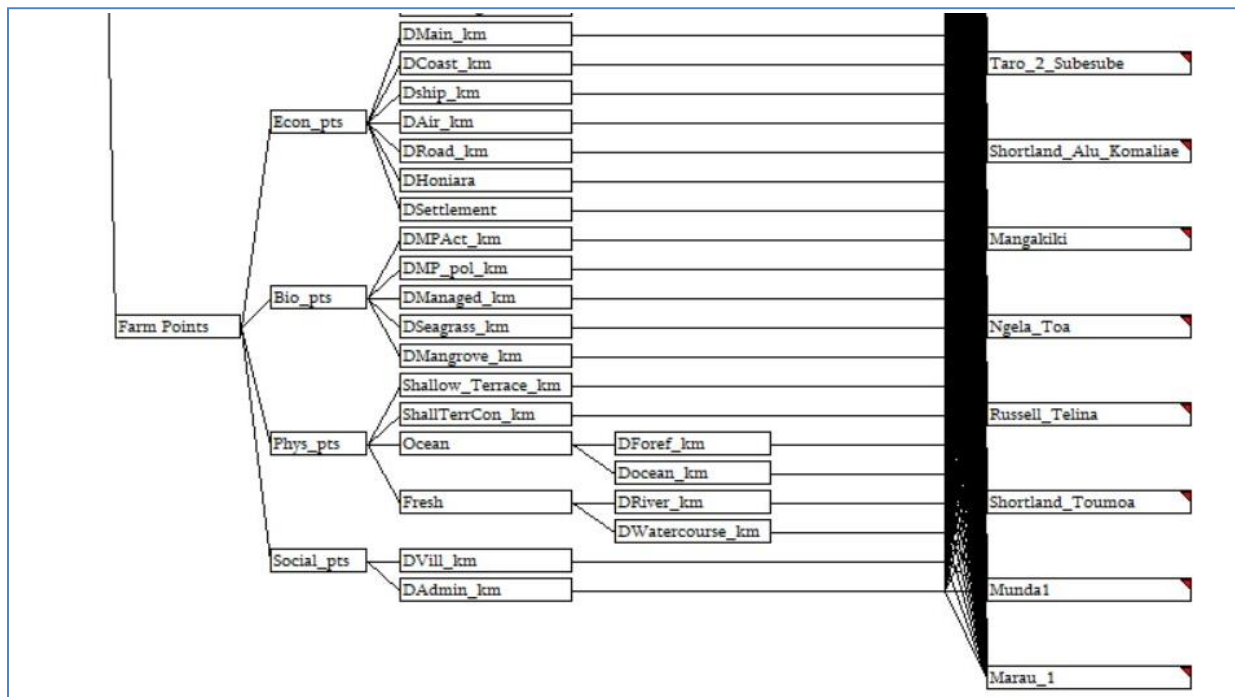 DMain_km
DCoast_km
Taro_2_Subesube
Dship_km
Econ_pts
DAir_km
DRoad_km
Shortland_Alu_Komaliae
DHoniara
DSettlement
DMPAct_km
Mangakiki
DMP_pol_km
Bio_pts
DManaged_km
Farm Points
DSeagrass_km
Ngela_Toa
DMangrove_km
Shallow_Terrace_km
ShallTerrCon_km
Russell_Telina
Phys_pts
Ocean
DForef_km
Docean_km
Fresh
DRiver_km
Shortland_Toumoa
DWatercourse_km
Social_pts
DVill_km
DAdmin_km
Munda1
Marau_1